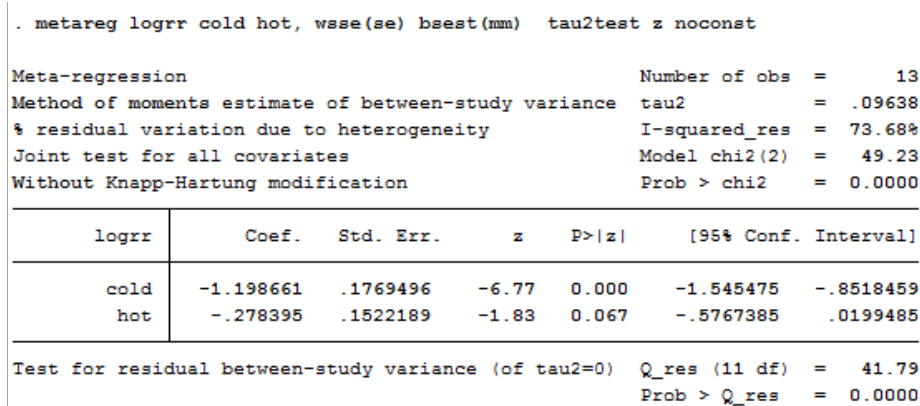 . metareg logrr cold hot, wsse(se) bsest(mm)  tau2test z noconst
Meta-regression Number of obs = 13
Method of moments estimate of between-study variance tau2 = .09638
% residual variation due to heterogeneity I-squared_res = 73.68%
Joint test for all covariates Model chi2(2) = 49.23
Without Knapp-Hartung modification Prob > chi2 = 0.0000
logrr Coef. Std. Err. z P>|z| [95% Conf. Interval]
cold -1.198661 .1769496 -6.77 0.000 -1.545475 -.8518459
hot -.278395 .1522189 -1.83 0.067 -.5767385 .0199485
Test for residual between-study variance (of tau2=0) Q_res (11 df) = 41.79
Prob > Q_res = 0.0000